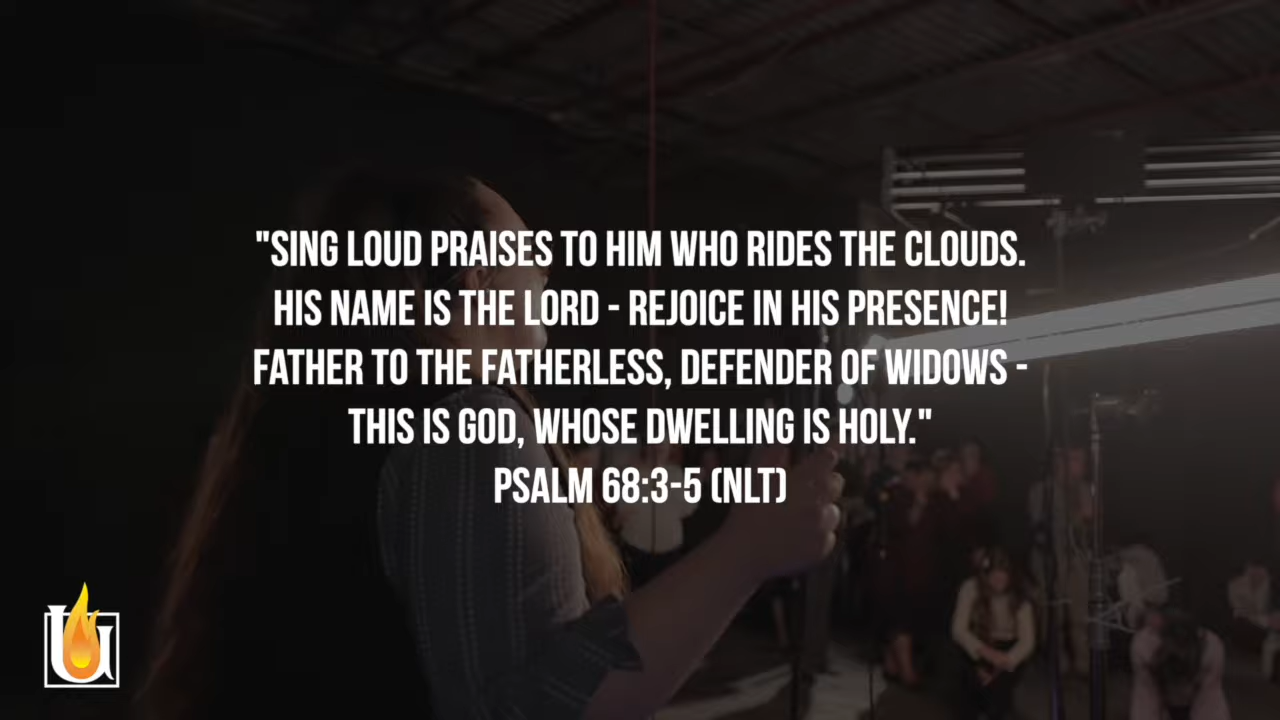 "SING LOUD PRAISES TO HIM WHO RIDES THE CLOUDS.
HIS NAME IS THE LORD - REJOICE IN HIS PRESENCE!
FATHER TO THE FATHERLESS, DEFENDER OF WIDOWS -
THIS IS GOD, WHOSE DWELLING IS HOLY."
PSALM 68:3-5 (NLT)
U